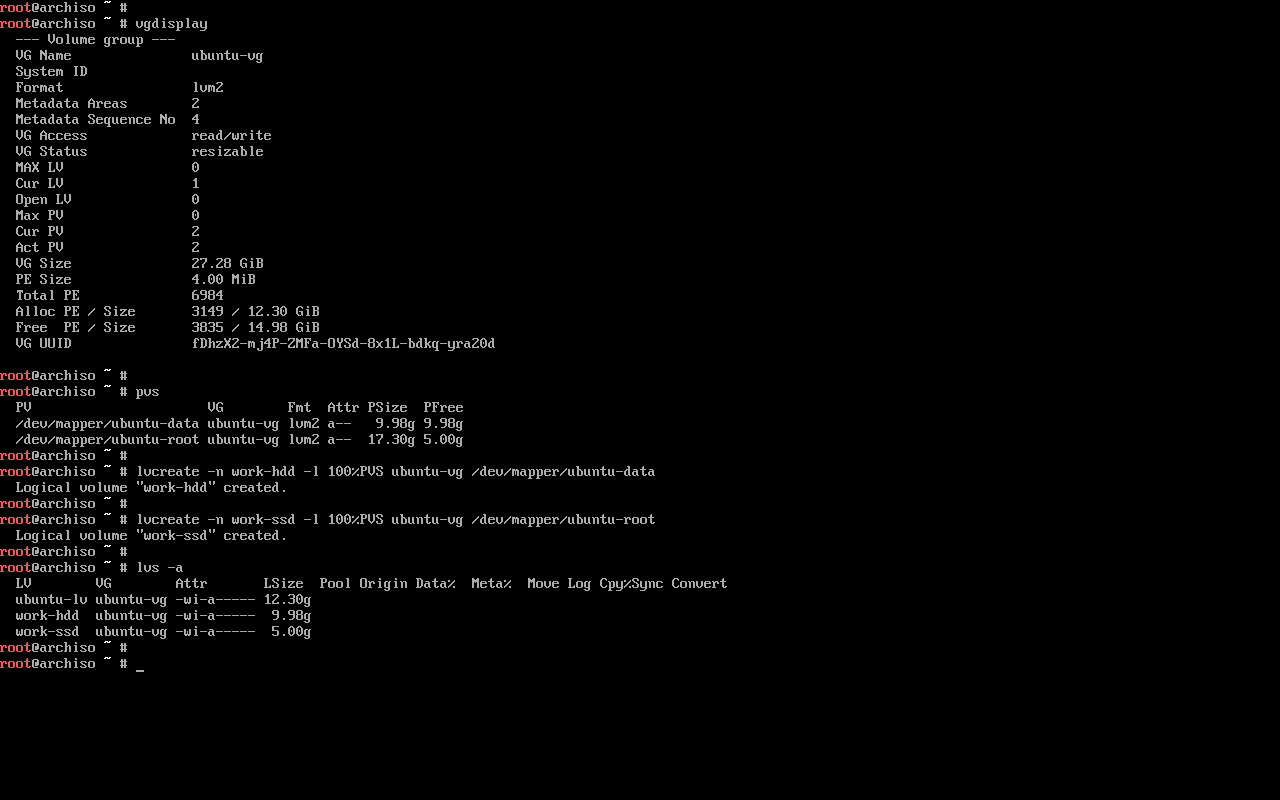 root@archiso ~ #
root@archiso ~ # vgdisplay
  --- Volume group ---
  VG Name               ubuntu-vg
  System ID
  Format                lvm2
  Metadata Areas        2
  Metadata Sequence No  4
  VG Access             read/write
  VG Status             resizable
  MAX LV                0
  Cur LV                1
  Open LV               0
  Max PV                0
  Cur PV                2
  Act PV                2
  VG Size               27.28 GiB
  PE Size               4.00 MiB
  Total PE              6984
  Alloc PE / Size       3149 / 12.30 GiB
  Free  PE / Size       3835 / 14.98 GiB
  VG UUID               fDhzX2-mj4P-ZMFa-OYSd-8x1L-bdkq-yra20d
root@archiso ~ #
root@archiso ~ # pvs
  PV                      VG        Fmt  Attr PSize  PFree
  /dev/mapper/ubuntu-data ubuntu-vg lvm2 a--   9.98g 9.98g
  /dev/mapper/ubuntu-root ubuntu-vg lvm2 a--  17.30g 5.00g
root@archiso ~ #
root@archiso ~ # lvcreate -n work-hdd -l 100%PVS ubuntu-vg /dev/mapper/ubuntu-data
  Logical volume "work-hdd" created.
root@archiso ~ #
root@archiso ~ # lvcreate -n work-ssd -l 100%PVS ubuntu-vg /dev/mapper/ubuntu-root
  Logical volume "work-ssd" created.
root@archiso ~ #
root@archiso ~ # lvs -a
  LV        VG        Attr       LSize  Pool Origin Data%  Meta%  Move Log Cpy%Sync Convert
  ubuntu-lv ubuntu-vg -wi-a----- 12.30g
  work-hdd  ubuntu-vg -wi-a-----  9.98g
  work-ssd  ubuntu-vg -wi-a-----  5.00g
root@archiso ~ #
root@archiso ~ # _